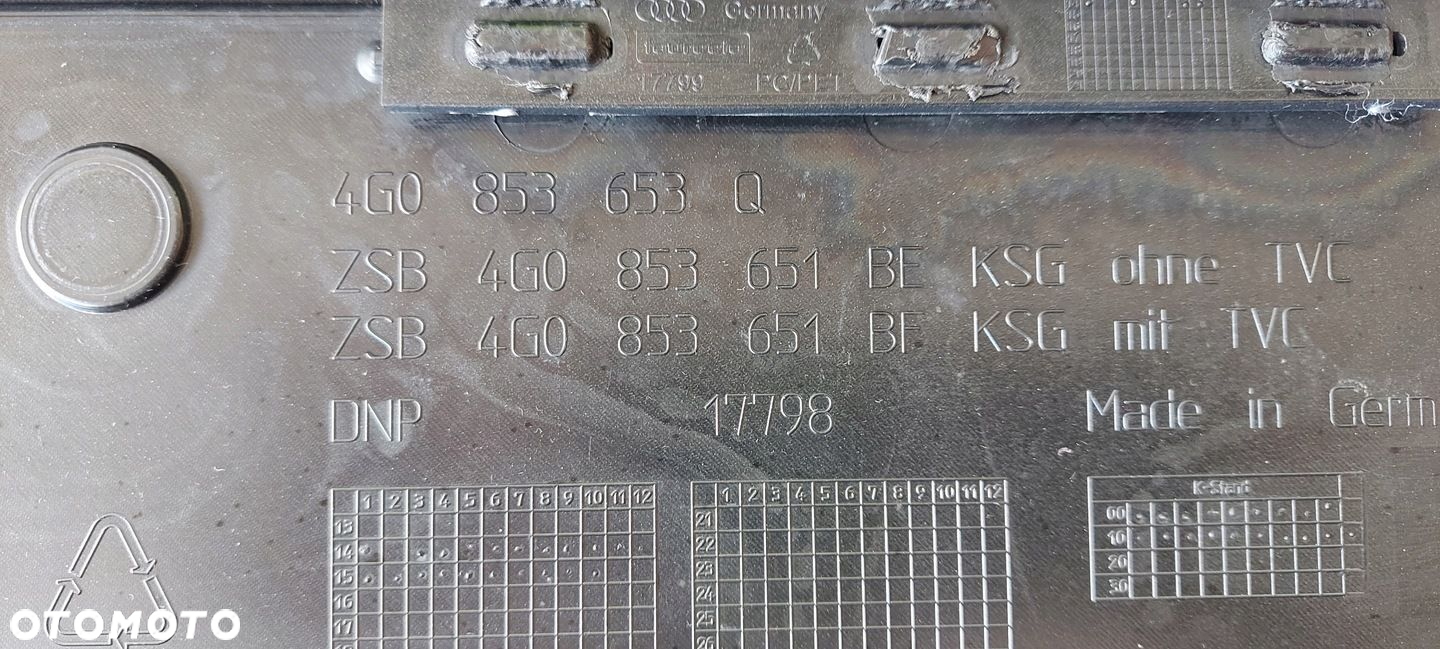 Germany
faurecia
17799 PC/PET
4G0 853 653 Q
ZSB 4G0 853 651 BE KSG ohne TVC
ZSB 4G0 853 651 BF KSG mit TVC
DNP 17798 Made in Germ
1 2 3 4 5 6 7 8 9 10 11 12
13
14
15
16
17
18
1 2 3 4 5 6 7 8 9 10 11 12
21
22
23
24
25
26
K-Stand
00
10
20
30
OTOMOTO